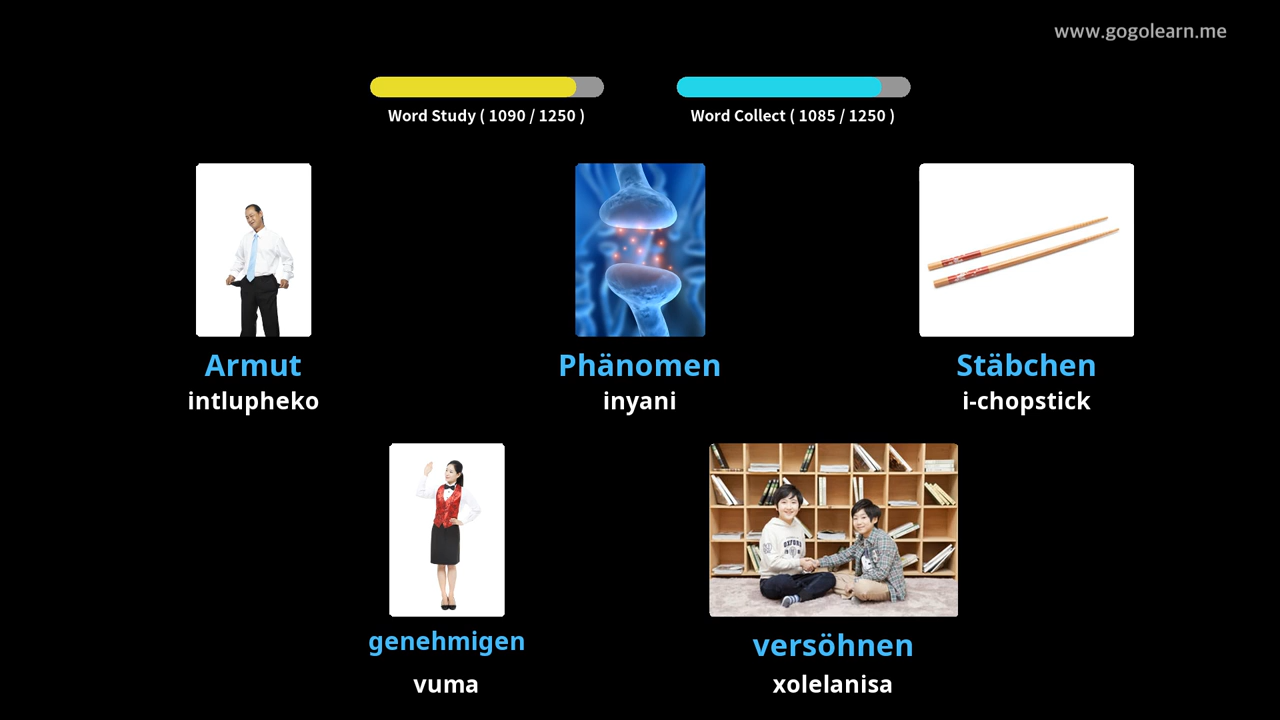 www.gogolearn.me
Word Study ( 1090 / 1250 )
Word Collect ( 1085 / 1250 )
Armut
intlupheko
Phänomen
inyani
Stäbchen
i-chopstick
genehmigen
vuma
OXFORD
versöhnen
xolelanisa